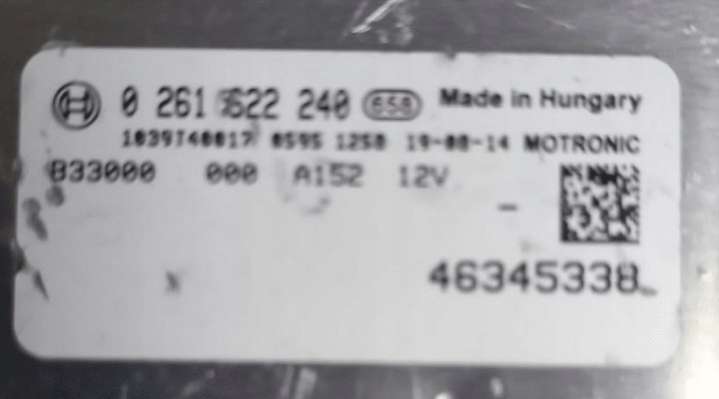 0 261 S22 240 658 Made in Hungary
1039T40017 0595 1250 19-08-14 MOTRONIC
B33000 000 A152 12V
-
46345338